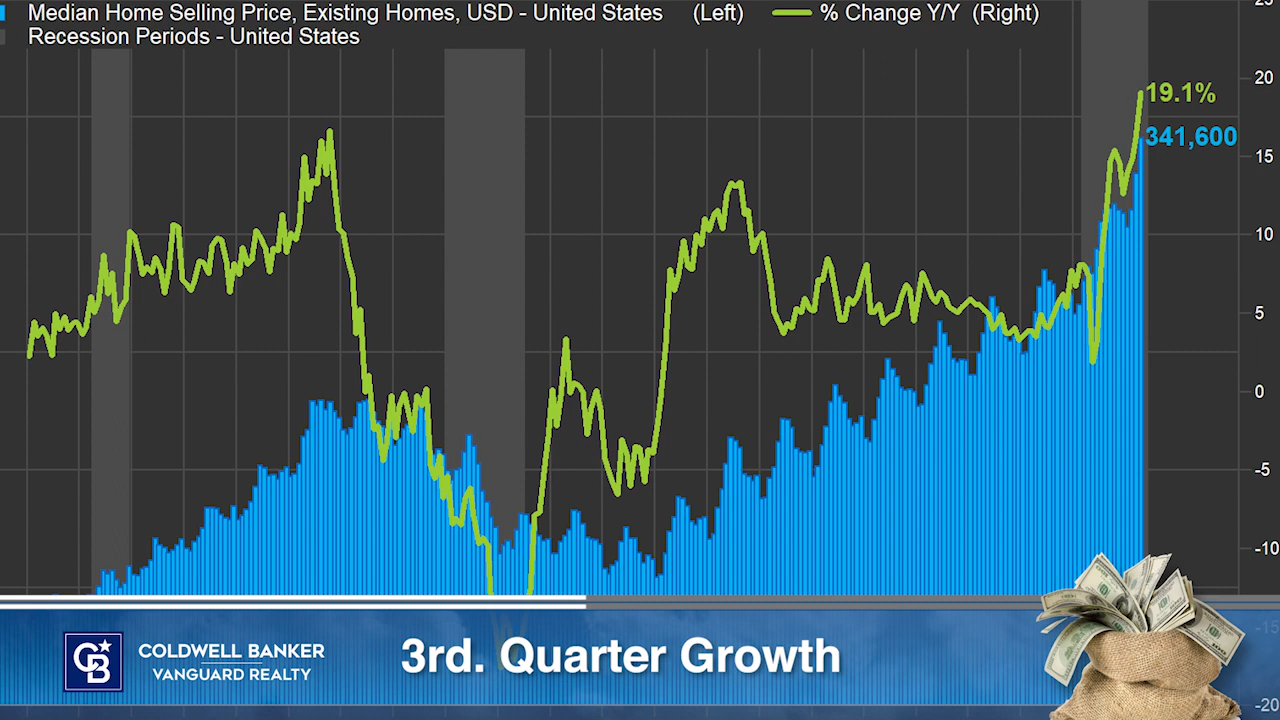 Median Home Selling Price, Existing Homes, USD - United States (Left) % Change Y/Y (Right)
Recession Periods - United States
25
20
19.1%
341,600
15
10
5
0
-5
-10
-15
-20
COLDWELL BANKER
VANGUARD REALTY
CB
3rd. Quarter Growth